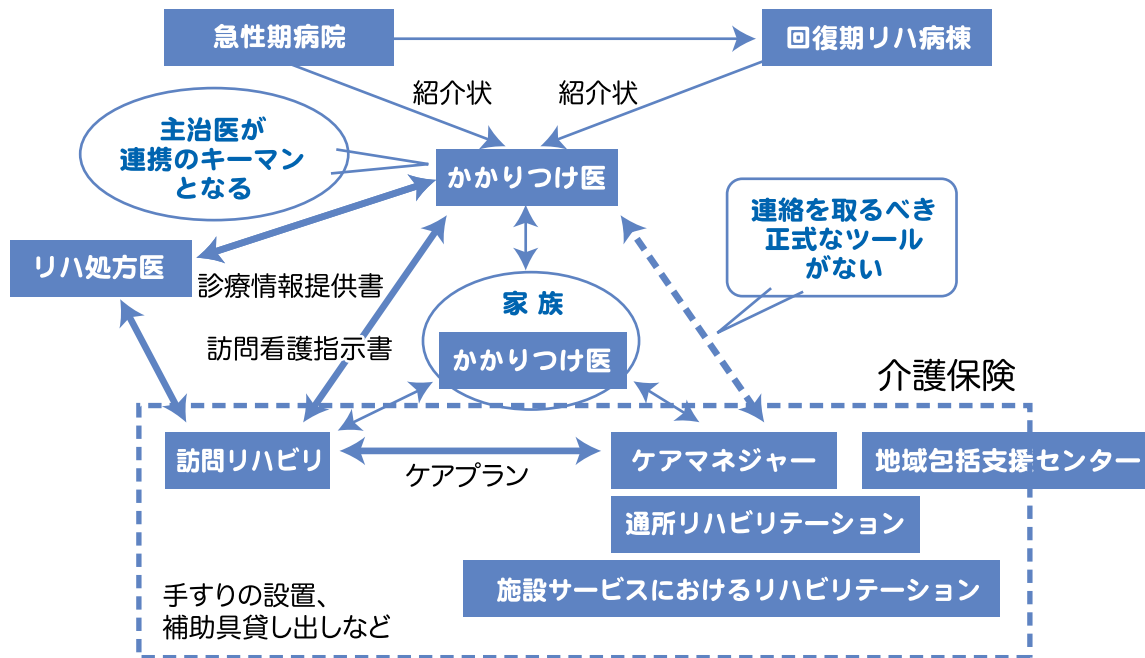 急性期病院
回復期リハ病棟
紹介状
紹介状
主治医が
連携のキーマン
となる
かかりつけ医
連絡を取るべき
正式なツール
がない
リハ処方医
診療情報提供書
家 族
訪問看護指示書
かかりつけ医
介護保険
訪問リハビリ
ケアマネジャー
地域包括支援センター
ケアプラン
通所リハビリテーション
施設サービスにおけるリハビリテーション
手すりの設置、
補助具貸し出しなど